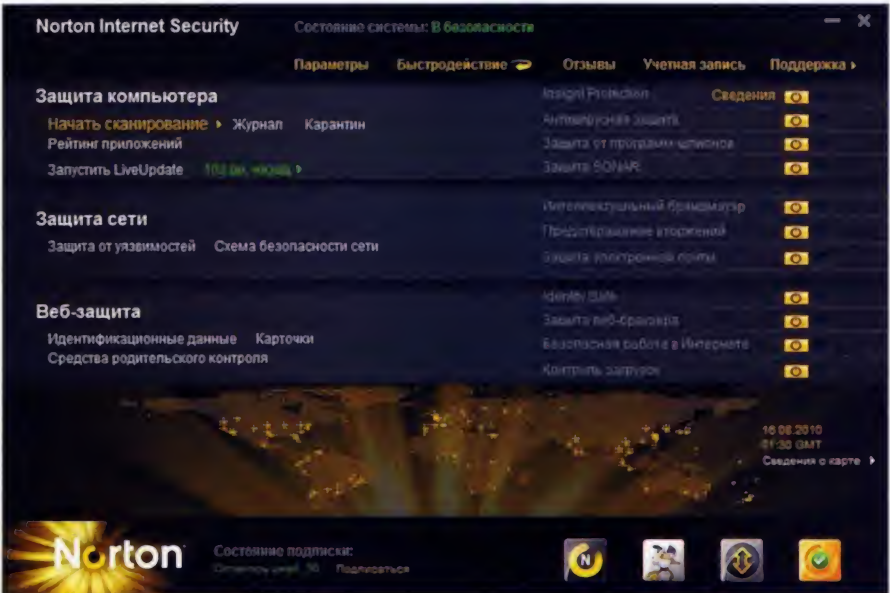 Norton Internet Security
Состояние системы: В безопасности
Параметры Быстродействие Отзывы Учетная запись Поддержка
Защита компьютера
Insight Protection Сведения
Начать сканирование Журнал Карантин
Антивирусная защита
Рейтинг приложений
Защита от программ-шпионов
Запустить LiveUpdate назад
Защита SONAR
Защита сети
Интеллектуальный брандмауэр
Защита от уязвимостей Схема безопасности сети
Предотвращение вторжений
Защита электронной почты
Веб-защита
Identity Safe
Идентификационные данные Карточки
Защита веб-браузера
Средства родительского контроля
Безопасная работа в Интернете
Контроль загрузок
16.08.2010
01:30 GMT
Сведения о карте
Norton
Состояние подписки:
Осталось дней: 30 Подписаться